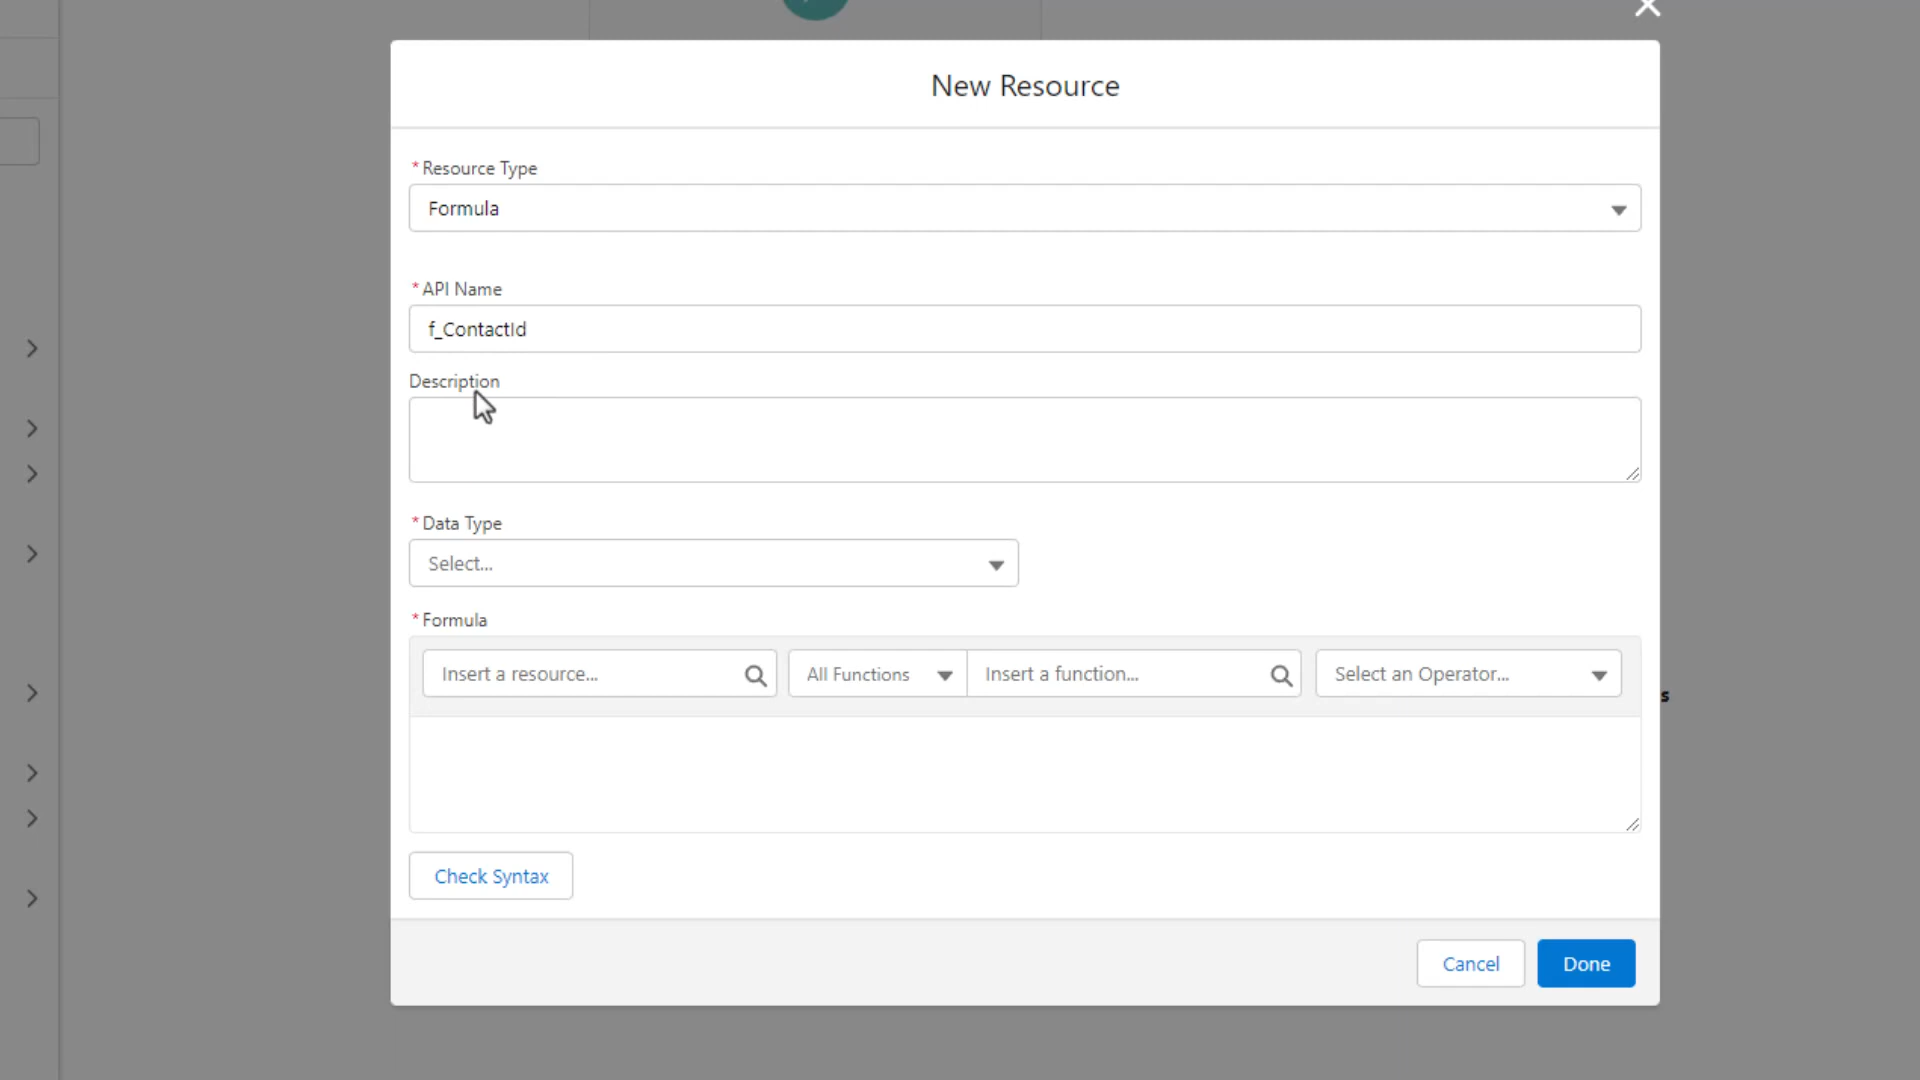 New Resource
* Resource Type
Formula
* API Name
f_ContactId
Description
* Data Type
Select...
* Formula
Insert a resource... All Functions Insert a function... Select an Operator...
s
Check Syntax
Cancel Done